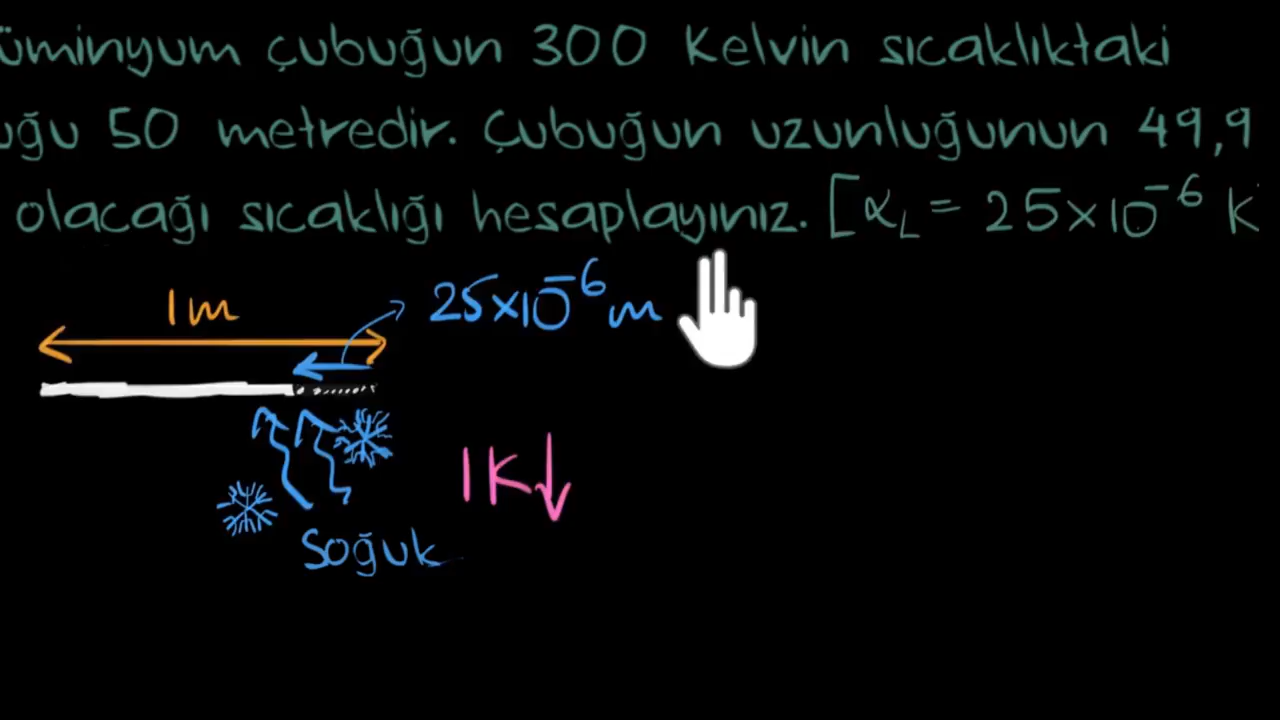 üminyum çubuğun 300 Kelvin sıcaklıktaki
uğu 50 metredir. Çubuğun uzunluğunun 49,9
olacağı sıcaklığı hesaplayınız. [α_L = 25×10⁻⁶ K
1m
25×10⁻⁶ m
1K↓
Soğuk